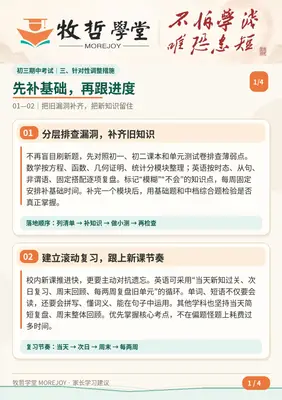 牧哲學堂
MOREJOY
不怕學淺
唯恐志短
初三期中考试｜三、针对性调整措施
1/4
先补基础，再跟进度
01—02｜把旧漏洞补齐，把新知识留住
01 分层排查漏洞，补齐旧知识
不再盲目刷新题，先对照初一、初二课本和单元测试卷排查薄弱点。
数学按方程、函数、几何证明、统计分模块整理；英语按时态、从句、
非谓语、固定搭配逐项复盘。标记“模糊”“不会”的知识点，每周固定
安排补基础时间。补完一个模块后，用基础题和中档综合题检验是否
真正掌握。
落地顺序：列清单 → 补知识 → 做小测 → 再检查
02 建立滚动复习，跟上新课节奏
校内新课推进快，更要主动对抗遗忘。英语可采用“当天新知过关、次
日复习、周末回顾、每两周复盘旧单元”的循环。单词、短语不仅要会
读，还要会拼写、懂词义、能在句子中运用。其他学科也坚持当天简
短复盘、周末整体回顾。优先掌握核心考点，不在偏题怪题上耗费过
多时间。
复习节奏：当天 → 次日 → 周末 → 每两周
牧哲学堂 MOREJOY · 家长学习建议
1 / 4